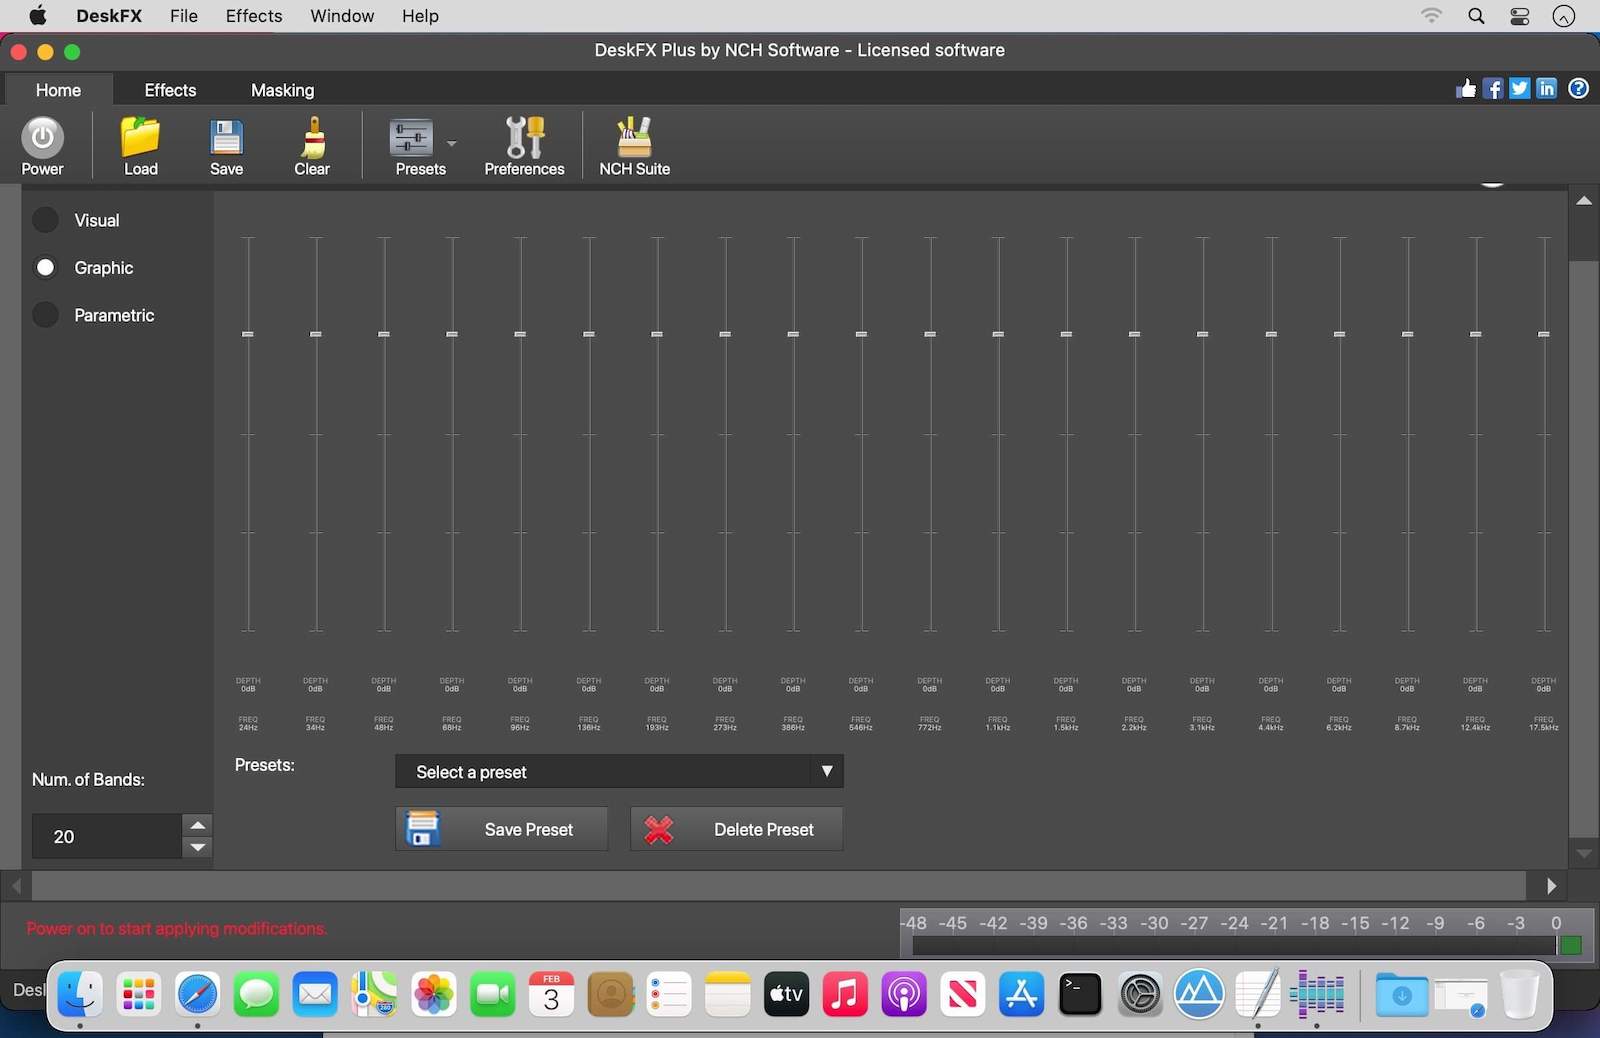 DeskFX File Effects Window Help
DeskFX Plus by NCH Software - Licensed software
Home Effects Masking
Power Load Save Clear Presets Preferences NCH Suite
Visual
Graphic
Parametric
DEPTH DEPTH DEPTH DEPTH DEPTH DEPTH DEPTH DEPTH DEPTH DEPTH DEPTH DEPTH DEPTH DEPTH DEPTH DEPTH DEPTH DEPTH DEPTH DEPTH
0dB 0dB 0dB 0dB 0dB 0dB 0dB 0dB 0dB 0dB 0dB 0dB 0dB 0dB 0dB 0dB 0dB 0dB 0dB 0dB
FREQ FREQ FREQ FREQ FREQ FREQ FREQ FREQ FREQ FREQ FREQ FREQ FREQ FREQ FREQ FREQ FREQ FREQ FREQ FREQ
24Hz 34Hz 48Hz 68Hz 96Hz 136Hz 193Hz 273Hz 386Hz 546Hz 772Hz 1.1kHz 1.5kHz 2.2kHz 3.1kHz 4.4kHz 6.2kHz 8.7kHz 12.4kHz 17.5kHz
Presets: Select a preset
Num. of Bands:
20
Save Preset Delete Preset
Power on to start applying modifications.
-48 -45 -42 -39 -36 -33 -30 -27 -24 -21 -18 -15 -12 -9 -6 -3 0
Desk
FEB
3
tv
280